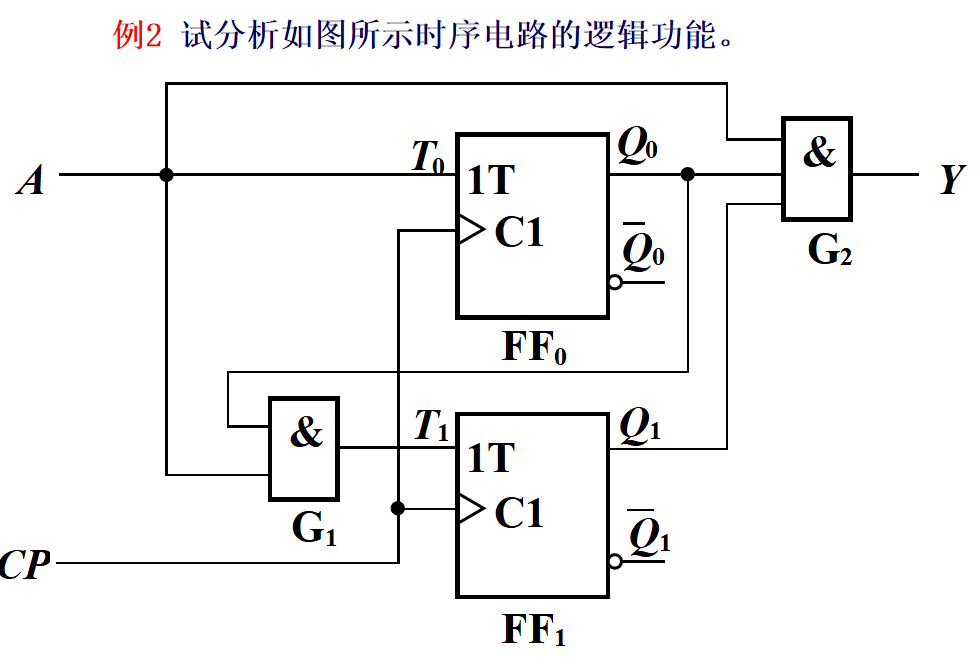 例2 试分析如图所示时序电路的逻辑功能。
A
T₀
1T
C1
Q₀
Q̅₀
FF₀
&
G₂
Y
&
G₁
T₁
1T
C1
Q₁
Q̅₁
FF₁
CP